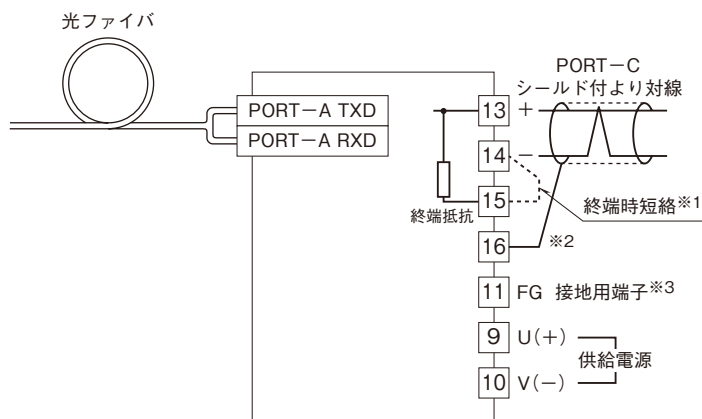 光ファイバ
PORT－C
シールド付より対線
PORT－A TXD
PORT－A RXD
13 +
14 －
15
終端抵抗
終端時短絡※1
16
※2
11 FG 接地用端子※3
9 U(＋)
供給電源
10 V(－)